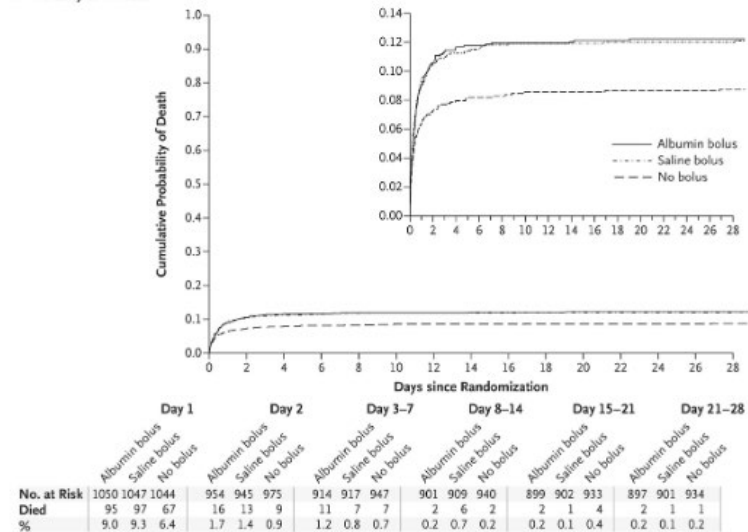 1.0
0.9
0.8
0.7
0.6
0.5
0.4
0.3
0.2
0.1
0.0
Cumulative Probability of Death
0 2 4 6 8 10 12 14 16 18 20 22 24 26 28
Days since Randomization
0.14
0.12
0.10
0.08
0.06
0.04
0.02
0.00
0 2 4 6 8 10 12 14 16 18 20 22 24 26 28
Albumin bolus
Saline bolus
No bolus
Day 1 Day 2 Day 3–7 Day 8–14 Day 15–21 Day 21–28
Albumin bolus Saline bolus No bolus Albumin bolus Saline bolus No bolus Albumin bolus Saline bolus No bolus Albumin bolus Saline bolus No bolus Albumin bolus Saline bolus No bolus Albumin bolus Saline bolus No bolus
No. at Risk 1050 1047 1044 954 945 975 914 917 947 901 909 940 899 902 933 897 901 934
Died 95 97 67 16 13 9 11 7 7 2 6 2 2 1 4 2 1 1
% 9.0 9.3 6.4 1.7 1.4 0.9 1.2 0.8 0.7 0.2 0.7 0.2 0.2 0.1 0.4 0.2 0.1 0.2